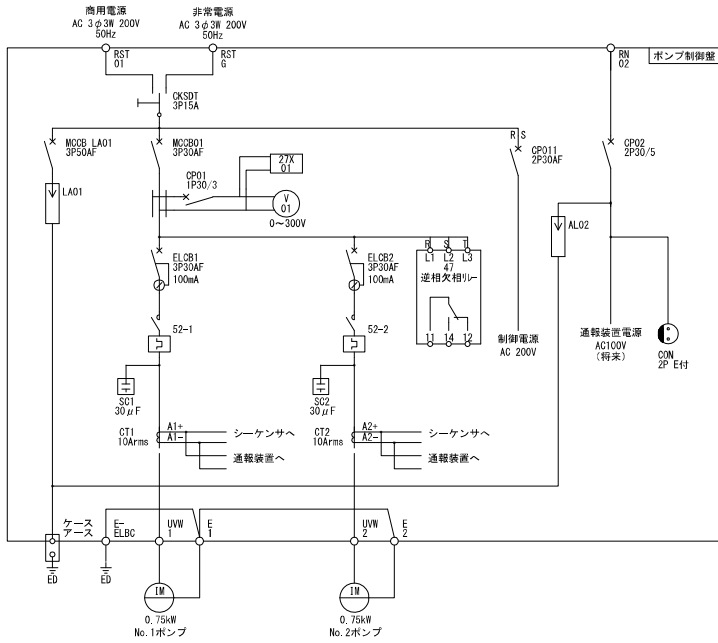 商用電源
AC 3φ3W 200V
50Hz
非常電源
AC 3φ3W 200V
50Hz
RST
01
RST
G
RN
02
ポンプ制御盤
CKSDT
3P15A
MCCB LA01
3P50AF
MCCB01
3P30AF
R S
CP011
2P30AF
CP02
2P30/5
CP01
1P30/3
27X
01
LA01
V
01
0～300V
AL02
ELCB1
3P30AF
100mA
ELCB2
3P30AF
100mA
R S T
L1 L2 L3
47
逆相欠相リレー
11 14 12
52-1
52-2
制御電源
AC 200V
通報装置電源
AC100V
(将来)
CON
2P E付
SC1
30μF
SC2
30μF
CT1
10Arms
A1+
A1-
シーケンサへ
通報装置へ
CT2
10Arms
A2+
A2-
シーケンサへ
通報装置へ
ケース
アース
E-
ELBC
UVW
1
E
1
UVW
2
E
2
ED
ED
IM
0.75kW
No.1ポンプ
IM
0.75kW
No.2ポンプ